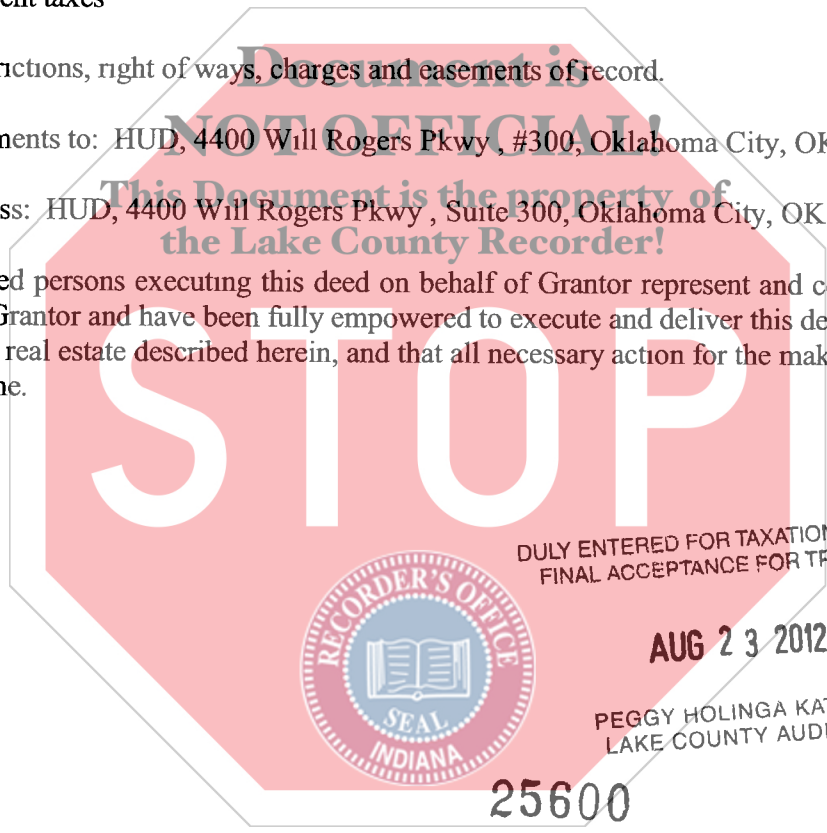 ent taxes
ictions, right of ways, charges and easements of record.
Document is
nents to: HUD, 4400 Will Rogers Pkwy , #300, Oklahoma City, OK
NOT OFFICIAL!
This Document is the property of
ss: HUD, 4400 Will Rogers Pkwy , Suite 300, Oklahoma City, OK
the Lake County Recorder!
ed persons executing this deed on behalf of Grantor represent and c
Grantor and have been fully empowered to execute and deliver this de
real estate described herein, and that all necessary action for the mak
ne.
STOP
DULY ENTERED FOR TAXATION
FINAL ACCEPTANCE FOR TR
RECORDER'S OFFICE
AUG 23 2012
SEAL
INDIANA
PEGGY HOLINGA KAT
LAKE COUNTY AUDI
25600